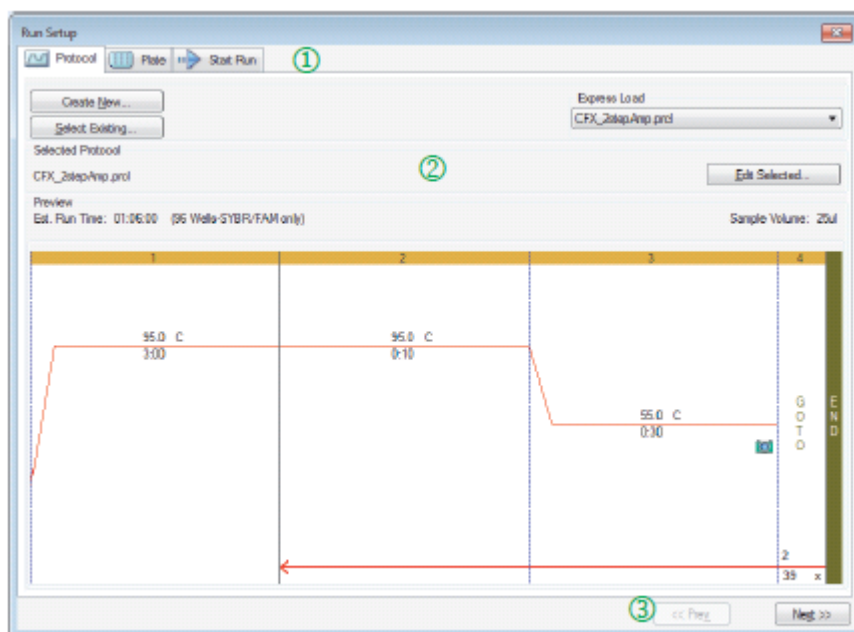 Run Setup
Protocol Plate Start Run ①
Create New...
Express Load
CFX_2stepAmp.prcl
Select Existing...
Selected Protocol
CFX_2stepAmp.prcl
②
Edit Selected...
Preview
Est. Run Time: 01:06:00 (96 Wells-SYBR/FAM only) Sample Volume: 25ul
1 2 3 4
95.0 C 95.0 C
3:00 0:10
55.0 C
0:30
GOTO
END
2
39 x
③ << Prev Next >>